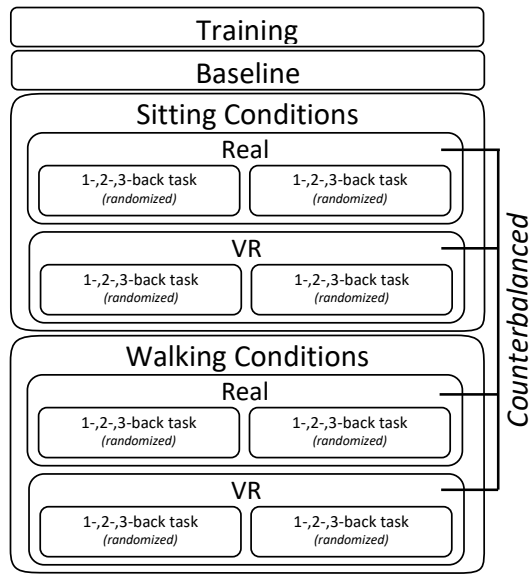 Training
Baseline
Sitting Conditions
Real
1-,2-,3-back task 1-,2-,3-back task
(randomized) (randomized)
VR
1-,2-,3-back task 1-,2-,3-back task
(randomized) (randomized)
Walking Conditions
Real
1-,2-,3-back task 1-,2-,3-back task
(randomized) (randomized)
VR
1-,2-,3-back task 1-,2-,3-back task
(randomized) (randomized)
Counterbalanced